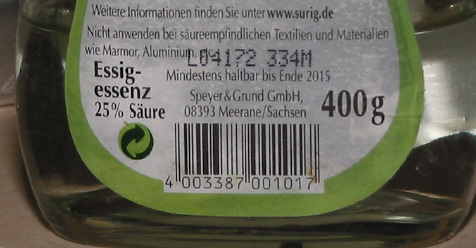 Weitere Informationen finden Sie unter www.surig.de
Nicht anwenden bei säureempfindlichen Textilien und Materialien
wie Marmor, Aluminium,
L04172 334M
Essig-
essenz
25% Säure
Mindestens haltbar bis Ende 2015
Speyer&Grund GmbH,
08393 Meerane/Sachsen
400g
4 003387 001017